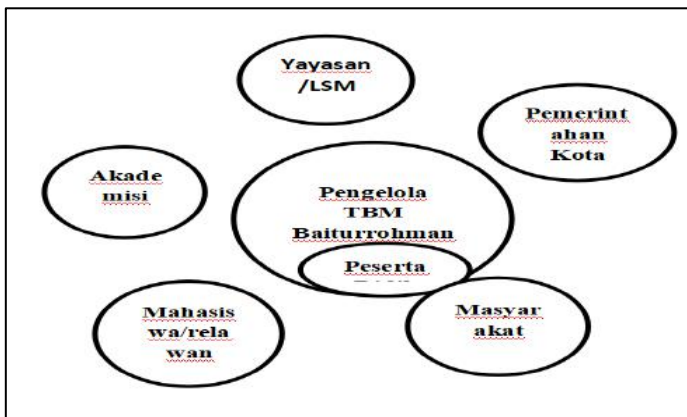 Yayasan
/LSM
Pemerint
ahan
Kota
Akade
misi
Pengelola
TBM
Baiturrohman
Peserta
Mahasis
wa/rela
wan
Masyar
akat